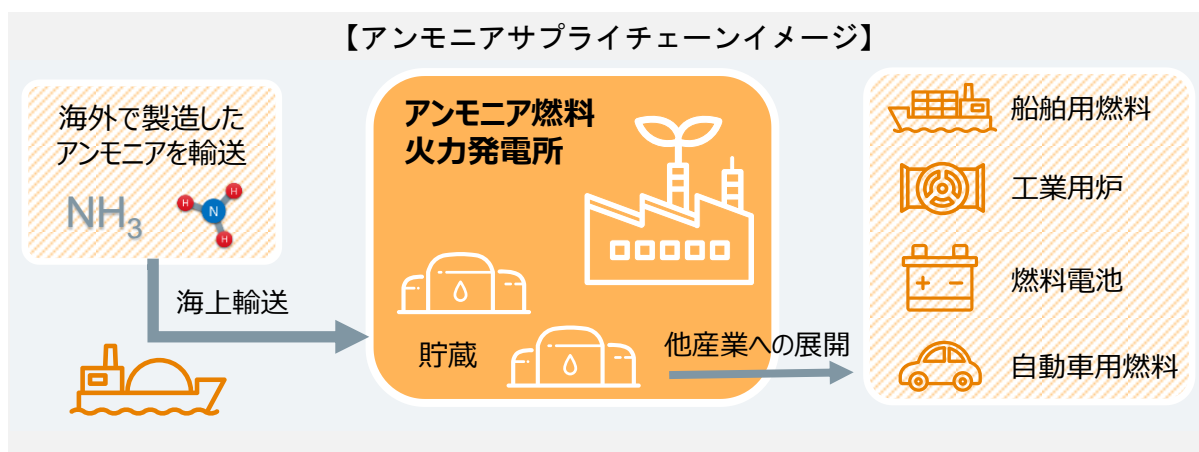 【アンモニアサプライチェーンイメージ】
海外で製造した
アンモニアを輸送
NH₃
H
H
N
H
海上輸送
アンモニア燃料
火力発電所
貯蔵
他産業への展開
船舶用燃料
工業用炉
燃料電池
自動車用燃料